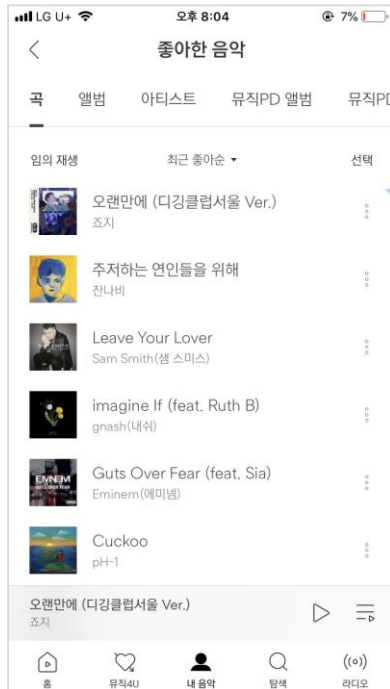 LG U+ 오후 8:04 7%
좋아한 음악
곡 앨범 아티스트 뮤직PD 앨범 뮤직PD
임의 재생 최근 좋아순 선택
오랜만에 (디깅클럽서울 Ver.)
죠지
주저하는 연인들을 위해
잔나비
Leave Your Lover
Sam Smith(샘 스미스)
imagine If (feat. Ruth B)
gnash(내쉬)
EMINEM
Guts Over Fear (feat. Sia)
Eminem(에미넴)
Cuckoo
pH-1
오랜만에 (디깅클럽서울 Ver.)
죠지
홈 뮤직4U 내 음악 탐색 라디오